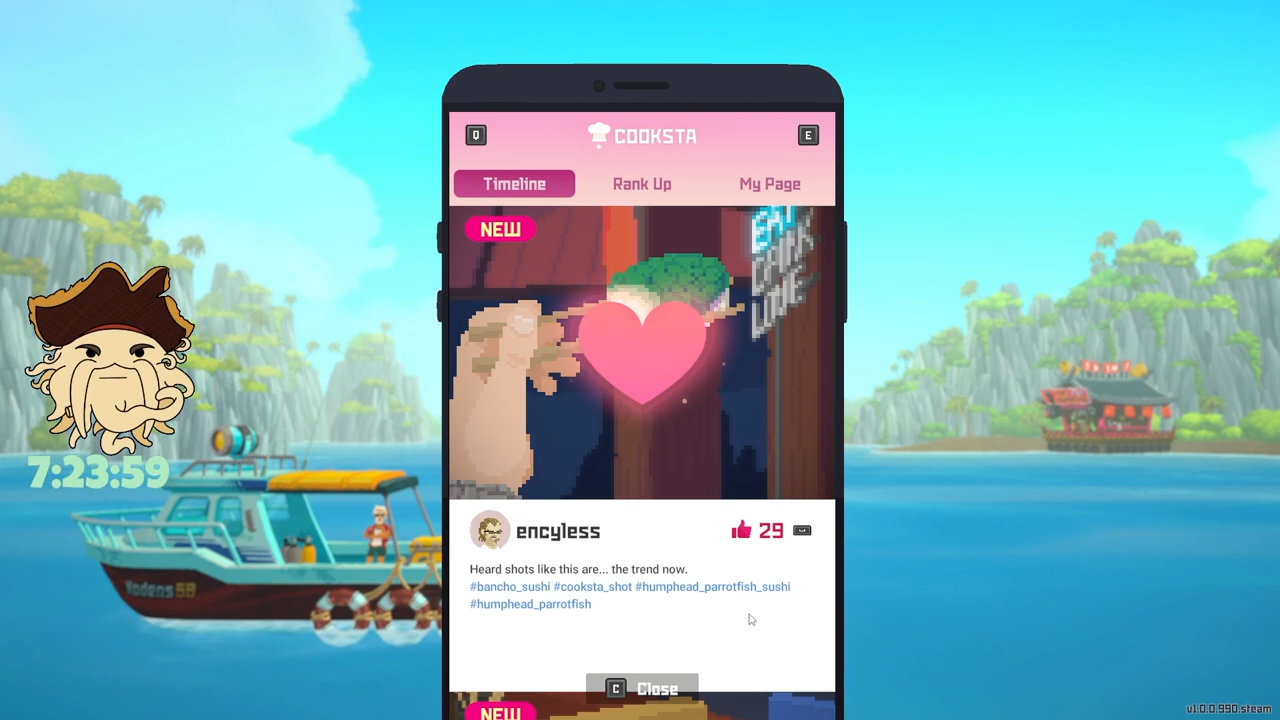 Q
COOKSTA
E
Timeline
Rank Up
My Page
NEW
7:23:59
encyless
29
Heard shots like this are... the trend now.
#bancho_sushi #cooksta_shot #humphead_parrotfish_sushi
#humphead_parrotfish
C Close
NEW
v1.0.0.990.steam